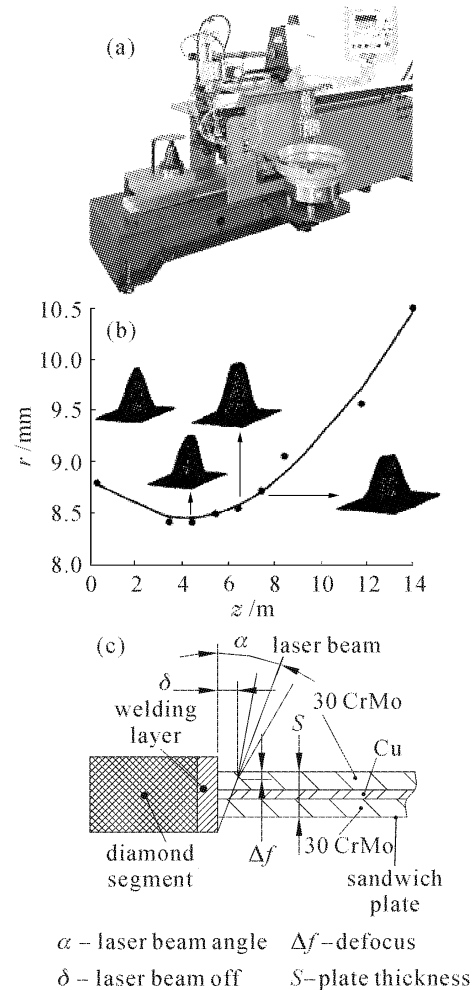 (a)
10.5
(b)
10.0
9.5
r/mm
9.0
8.5
8.0
0 2 4 6 8 10 12 14
z/m
(c)
α
laser beam
δ
30 CrMo
welding
layer
S
Cu
Δf
30 CrMo
diamond
segment
sandwich
plate
α – laser beam angle Δf–defocus
δ – laser beam off S–plate thickness